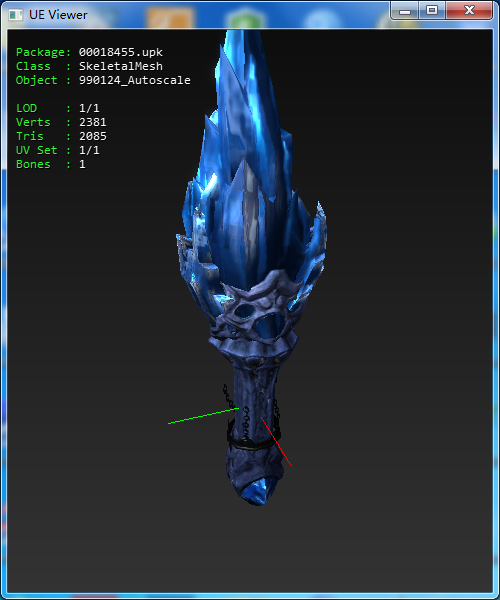 UE Viewer
Package: 00018455.upk
Class : SkeletalMesh
Object : 990124_Autoscale
LOD : 1/1
Verts : 2381
Tris : 2085
UV Set : 1/1
Bones : 1